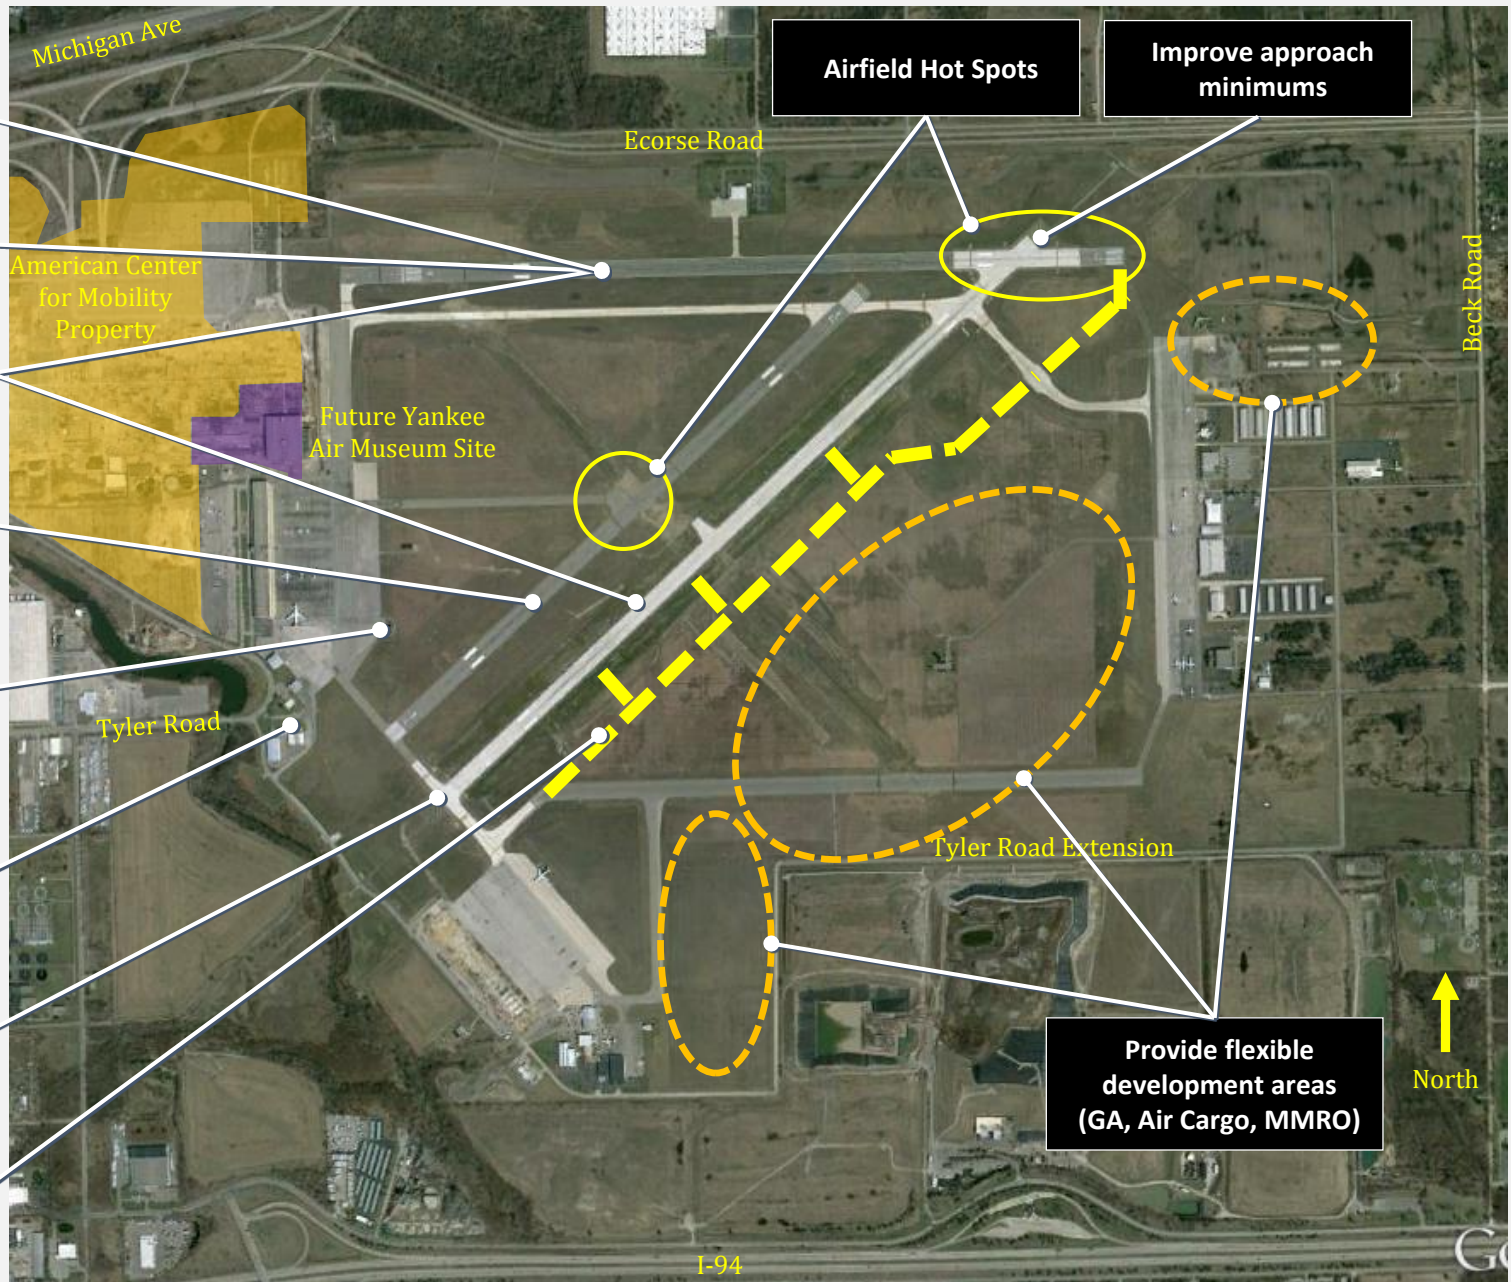 Michigan Ave
Airfield Hot Spots
Improve approach
minimums
Ecorse Road
American Center
for Mobility
Property
Beck Road
Future Yankee
Air Museum Site
Tyler Road
Tyler Road Extension
Provide flexible
development areas
(GA, Air Cargo, MMRO)
North
I-94